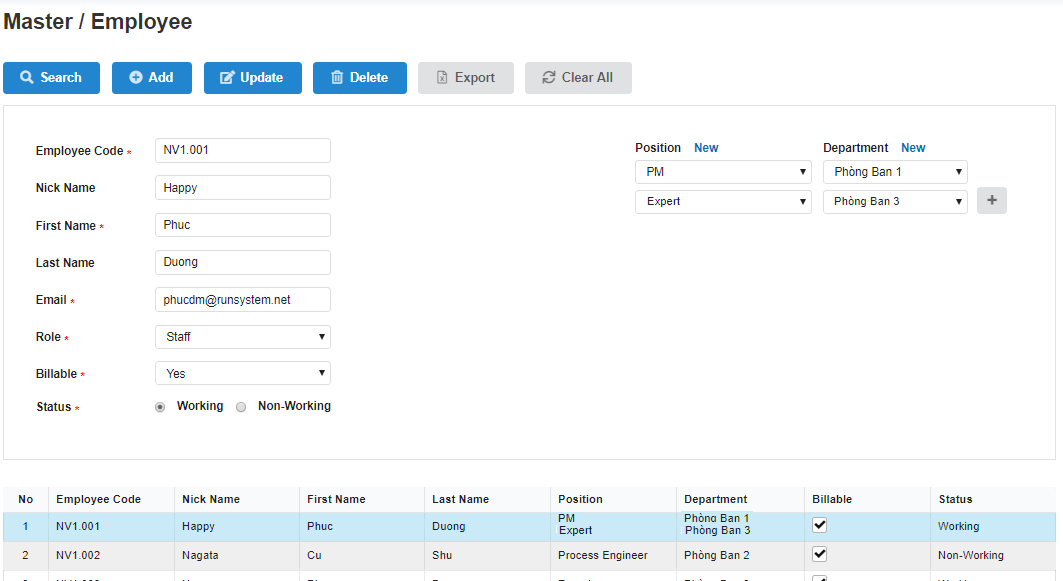 Master / Employee
Search Add Update Delete Export Clear All
Employee Code * NV1.001
Nick Name Happy
First Name * Phuc
Last Name Duong
Email * phucdm@runsystem.net
Role * Staff
Billable * Yes
Status * Working Non-Working
Position New Department New
PM Phòng Ban 1
Expert Phòng Ban 3 +
No Employee Code Nick Name First Name Last Name Position Department Billable Status
1 NV1.001 Happy Phuc Duong PM Phòng Ban 1 Working
Expert Phòng Ban 3
2 NV1.002 Nagata Cu Shu Process Engineer Phòng Ban 2 Non-Working